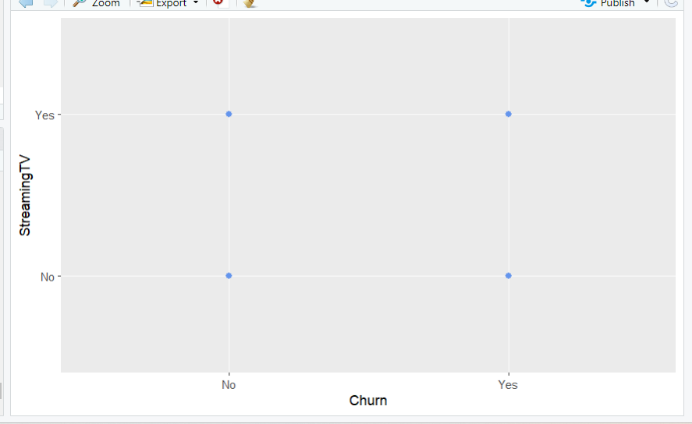 Zoom Export Publish
Yes
StreamingTV
No
No Yes
Churn